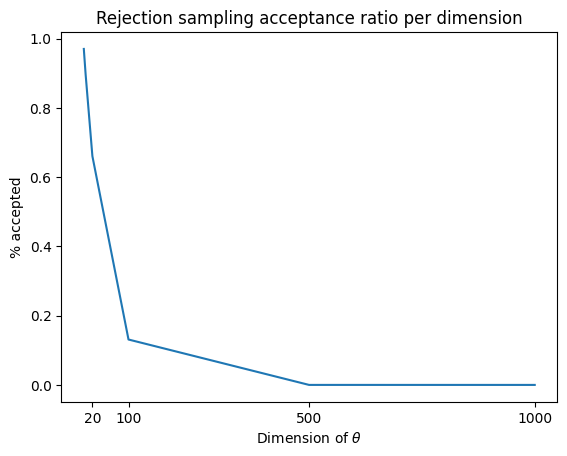 Rejection sampling acceptance ratio per dimension
% accepted
1.0
0.8
0.6
0.4
0.2
0.0
20 100 500 1000
Dimension of θ